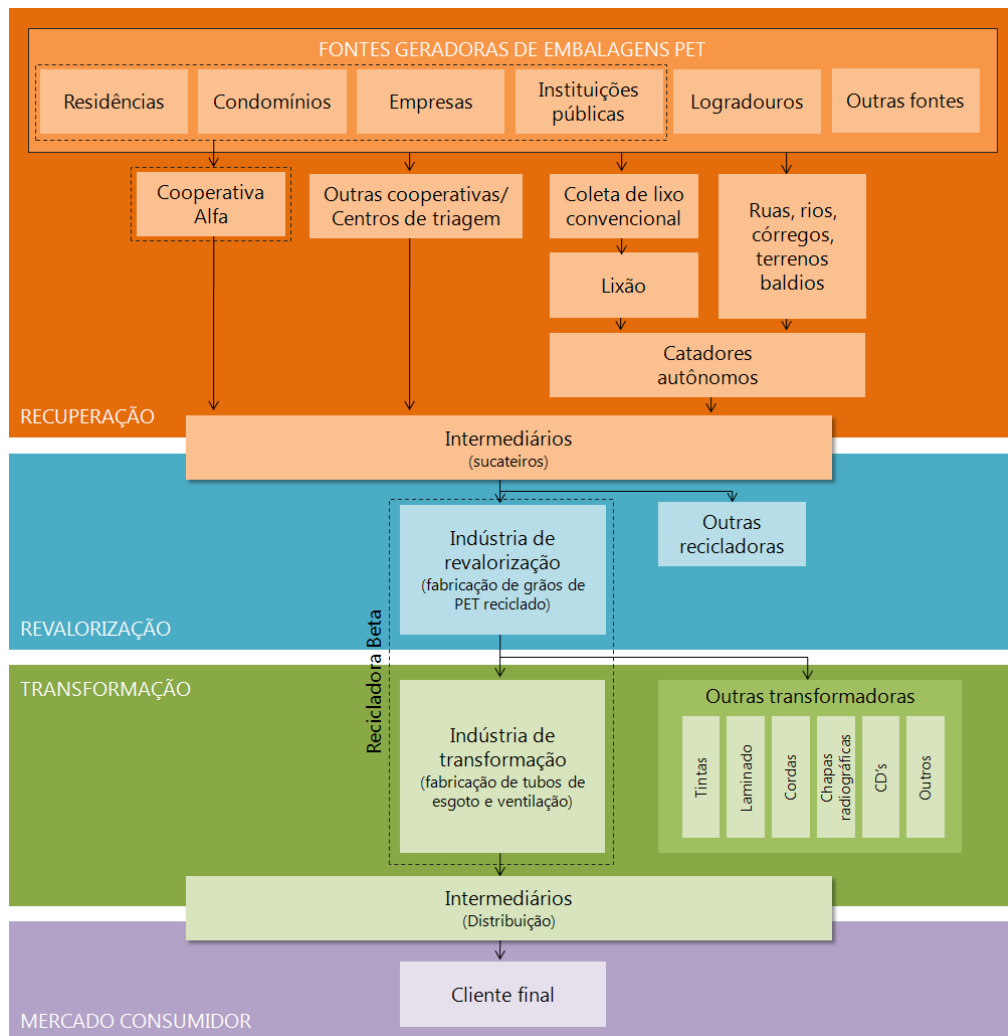 FONTES GERADORAS DE EMBALAGENS PET
Residências
Condomínios
Empresas
Instituições
públicas
Logradouros
Outras fontes
Cooperativa
Alfa
Outras cooperativas/
Centros de triagem
Coleta de lixo
convencional
Ruas, rios,
córregos,
terrenos
baldios
Lixão
Catadores
autônomos
RECUPERAÇÃO
Intermediários
(sucateiros)
Indústria de
revalorização
(fabricação de grãos de
PET reciclado)
Outras
recicladoras
REVALORIZAÇÃO
Recicladora Beta
TRANSFORMAÇÃO
Indústria de
transformação
(fabricação de tubos de
esgoto e ventilação)
Outras transformadoras
Tintas
Laminado
Cordas
Chapas
radiográficas
CD's
Outros
Intermediários
(Distribuição)
Cliente final
MERCADO CONSUMIDOR